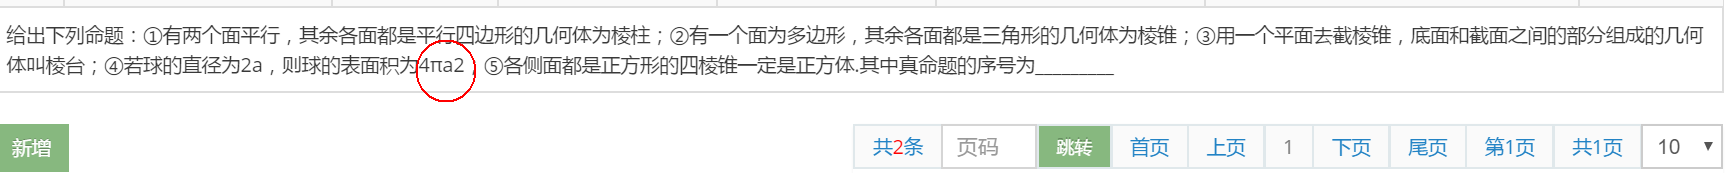 给出下列命题：①有两个面平行，其余各面都是平行四边形的几何体为棱柱；②有一个面为多边形，其余各面都是三角形的几何体为棱锥；③用一个平面去截棱锥，底面和截面之间的部分组成的几何
体叫棱台；④若球的直径为2a，则球的表面积为4πa2，⑤各侧面都是正方形的四棱锥一定是正方体.其中真命题的序号为_________
新增 共2条 页码 跳转 首页 上页 1 下页 尾页 第1页 共1页 10